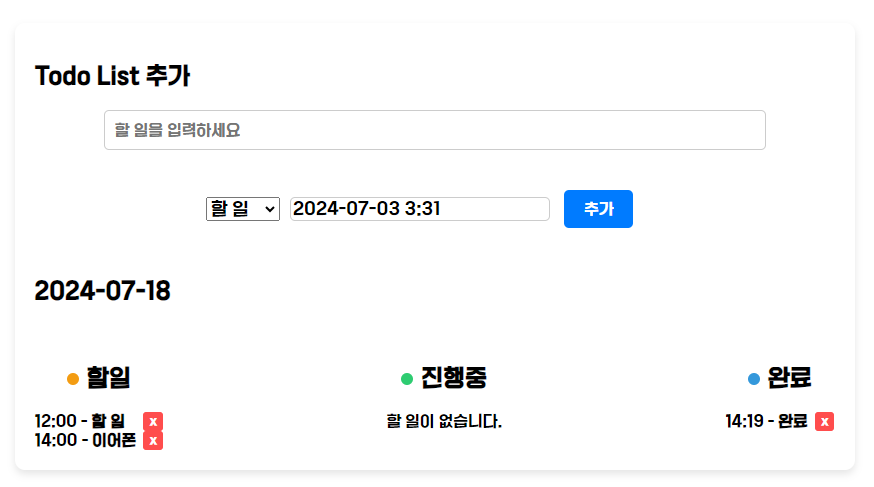 Todo List 추가
할 일을 입력하세요
할 일 2024-07-03 3:31 추가
2024-07-18
할일 진행중 완료
12:00 - 할 일 x 할 일이 없습니다. 14:19 - 완료 x
14:00 - 이어폰 x